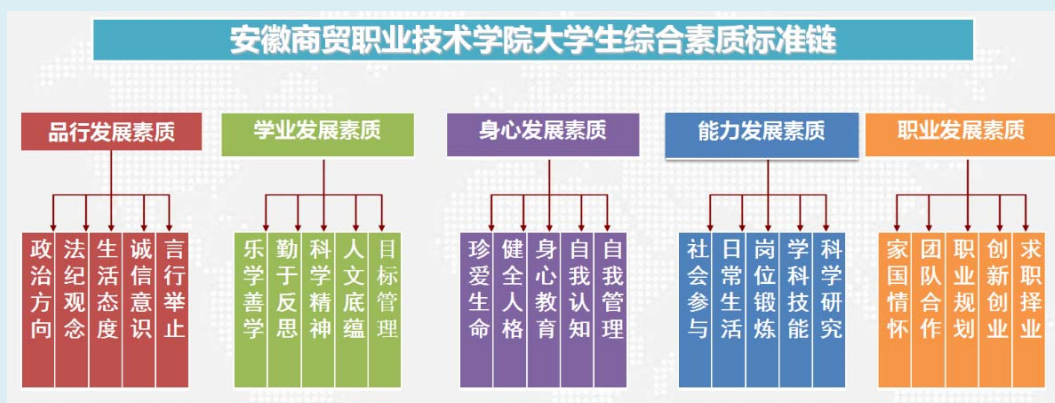 安徽商贸职业技术学院大学生综合素质标准链
品行发展素质
政治方向
法纪观念
生活态度
诚信意识
言行举止
学业发展素质
乐学善学
勤于反思
科学精神
人文底蕴
目标管理
身心发展素质
珍爱生命
健全人格
身心教育
自我认知
自我管理
能力发展素质
社会参与
日常生活
岗位锻炼
学科技能
科学研究
职业发展素质
家国情怀
团队合作
职业规划
创新创业
求职择业